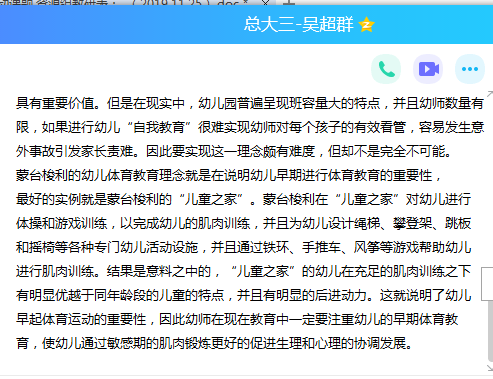 总大三-吴超群
具有重要价值。但是在现实中，幼儿园普遍呈现班容量大的特点，并且幼师数量有
限，如果进行幼儿“自我教育”很难实现幼师对每个孩子的有效看管，容易发生意
外事故引发家长责难。因此要实现这一理念颇有难度，但却不是完全不可能。
蒙台梭利的幼儿体育教育理念就是在说明幼儿早期进行体育教育的重要性，
最好的实例就是蒙台梭利的“儿童之家”。蒙台梭利在“儿童之家”对幼儿进行
体操和游戏训练，以完成幼儿的肌肉训练，并且为幼儿设计绳梯、攀登架、跳板
和摇椅等各种专门幼儿活动设施，并且通过铁环、手推车、风筝等游戏帮助幼儿
进行肌肉训练。结果是意料之中的，“儿童之家”的幼儿在充足的肌肉训练之下
有明显优越于同年龄段的儿童的特点，并且有明显的后进动力。这就说明了幼儿
早起体育运动的重要性，因此幼师在现在教育中一定要注重幼儿的早期体育教
育，使幼儿通过敏感期的肌肉锻炼更好的促进生理和心理的协调发展。